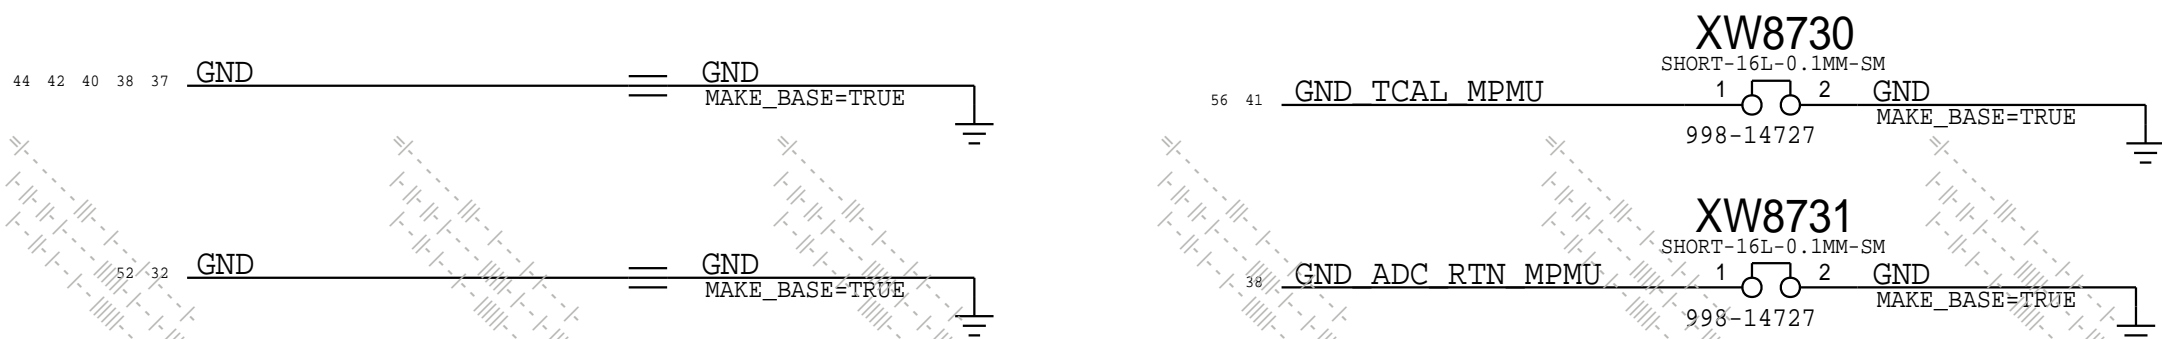 44 42 40 38 37 GND GND
MAKE_BASE=TRUE
52 32 GND GND
MAKE_BASE=TRUE
XW8730
SHORT-16L-0.1MM-SM
56 41 GND_TCAL_MPMU 1 2 GND
MAKE_BASE=TRUE
998-14727
XW8731
SHORT-16L-0.1MM-SM
38 GND_ADC_RTN_MPMU 1 2 GND
MAKE_BASE=TRUE
998-14727